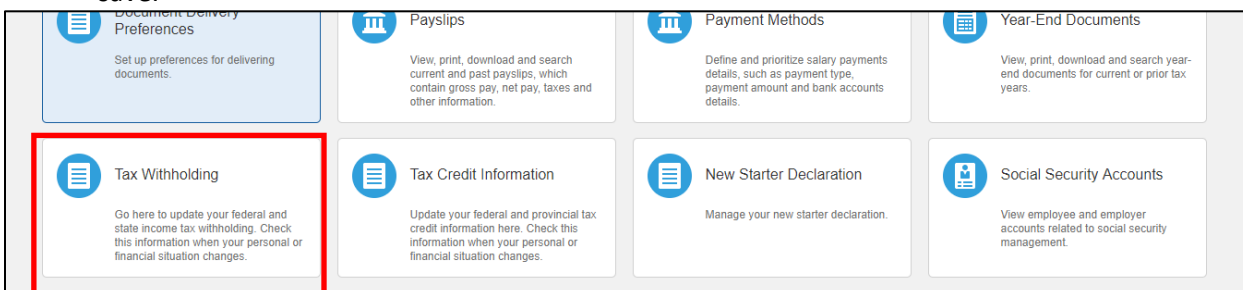 Document Delivery
Preferences
Set up preferences for delivering
documents.
Payslips
View, print, download and search
current and past payslips, which
contain gross pay, net pay, taxes and
other information.
Payment Methods
Define and prioritize salary payments
details, such as payment type,
payment amount and bank accounts
details.
Year-End Documents
View, print, download and search year-
end documents for current or prior tax
years.
Tax Withholding
Go here to update your federal and
state income tax withholding. Check
this information when your personal or
financial situation changes.
Tax Credit Information
Update your federal and provincial tax
credit information here. Check this
information when your personal or
financial situation changes.
New Starter Declaration
Manage your new starter declaration.
Social Security Accounts
View employee and employer
accounts related to social security
management.